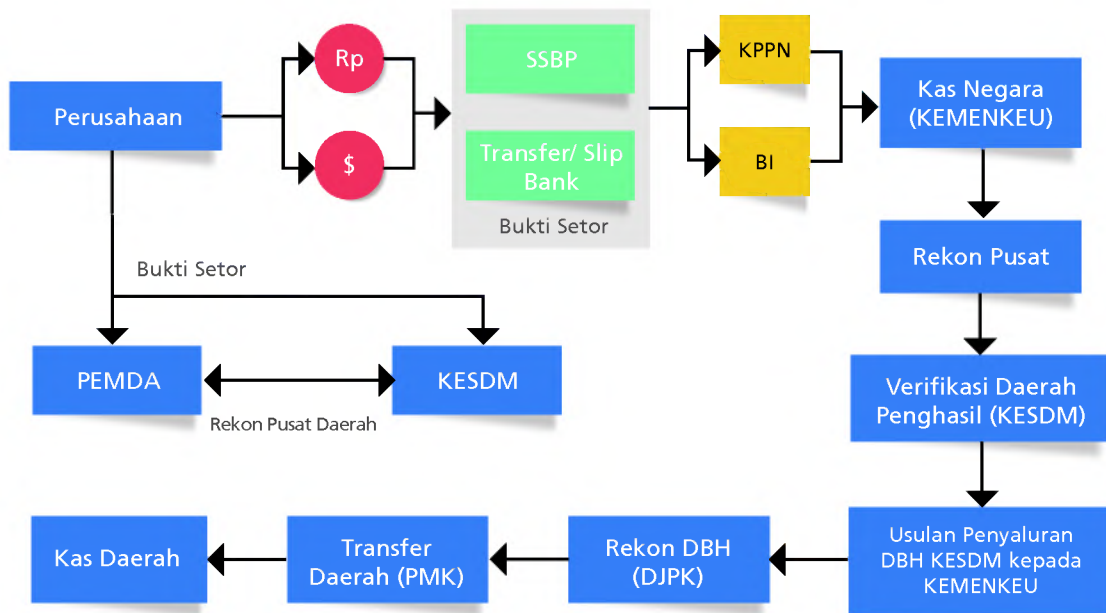 Perusahaan
Rp
$
SSBP
Transfer/ Slip
Bank
Bukti Setor
KPPN
BI
Kas Negara
(KEMENKEU)
Rekon Pusat
Bukti Setor
PEMDA
KESDM
Rekon Pusat Daerah
Verifikasi Daerah
Penghasil (KESDM)
Usulan Penyaluran
DBH KESDM kepada
KEMENKEU
Rekon DBH
(DJPK)
Transfer
Daerah (PMK)
Kas Daerah